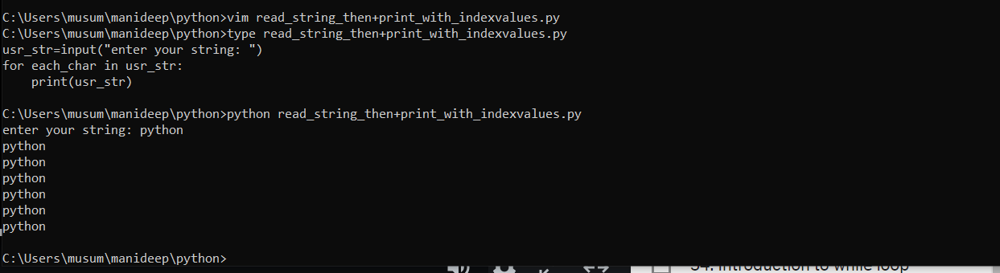 C:\Users\musum\manideep\python>vim read_string_then+print_with_indexvalues.py
C:\Users\musum\manideep\python>type read_string_then+print_with_indexvalues.py
usr_str=input("enter your string: ")
for each_char in usr_str:
    print(usr_str)
C:\Users\musum\manideep\python>python read_string_then+print_with_indexvalues.py
enter your string: python
python
python
python
python
python
python
C:\Users\musum\manideep\python>
54. Introduction to while loop